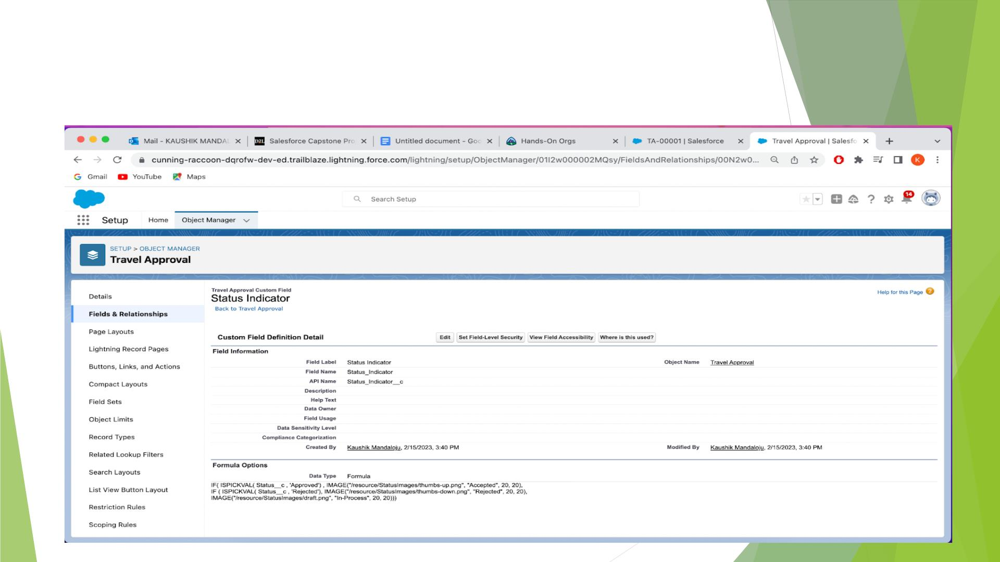 Mail - KAUSHIK MANDAL
D2L Salesforce Capstone Pro
Untitled document - Goo
Hands-On Orgs
TA-00001 | Salesforce
Travel Approval | Salesfo
cunning-raccoon-dqrofw-dev-ed.trailblaze.lightning.force.com/lightning/setup/ObjectManager/01I2w000002MQsy/FieldsAndRelationships/00N2w0...
K
Gmail
YouTube
Maps
Search Setup
14
Setup
Home
Object Manager
SETUP > OBJECT MANAGER
Travel Approval
Details
Fields & Relationships
Page Layouts
Lightning Record Pages
Buttons, Links, and Actions
Compact Layouts
Field Sets
Object Limits
Record Types
Related Lookup Filters
Search Layouts
List View Button Layout
Restriction Rules
Scoping Rules
Travel Approval Custom Field
Status Indicator
Back to Travel Approval
Help for this Page ?
Custom Field Definition Detail
Edit
Set Field-Level Security
View Field Accessibility
Where is this used?
Field Information
Field Label Status Indicator Object Name Travel Approval
Field Name Status_Indicator
API Name Status_Indicator__c
Description
Help Text
Data Owner
Field Usage
Data Sensitivity Level
Compliance Categorization
Created By Kaushik Mandaloju, 2/15/2023, 3:40 PM Modified By Kaushik Mandaloju, 2/15/2023, 3:40 PM
Formula Options
Data Type Formula
IF( ISPICKVAL( Status__c , 'Approved') , IMAGE("/resource/StatusImages/thumbs-up.png", "Accepted", 20, 20),
IF ( ISPICKVAL( Status__c , 'Rejected'), IMAGE("/resource/StatusImages/thumbs-down.png", "Rejected", 20, 20),
IMAGE("/resource/StatusImages/draft.png", "In-Process", 20, 20)))